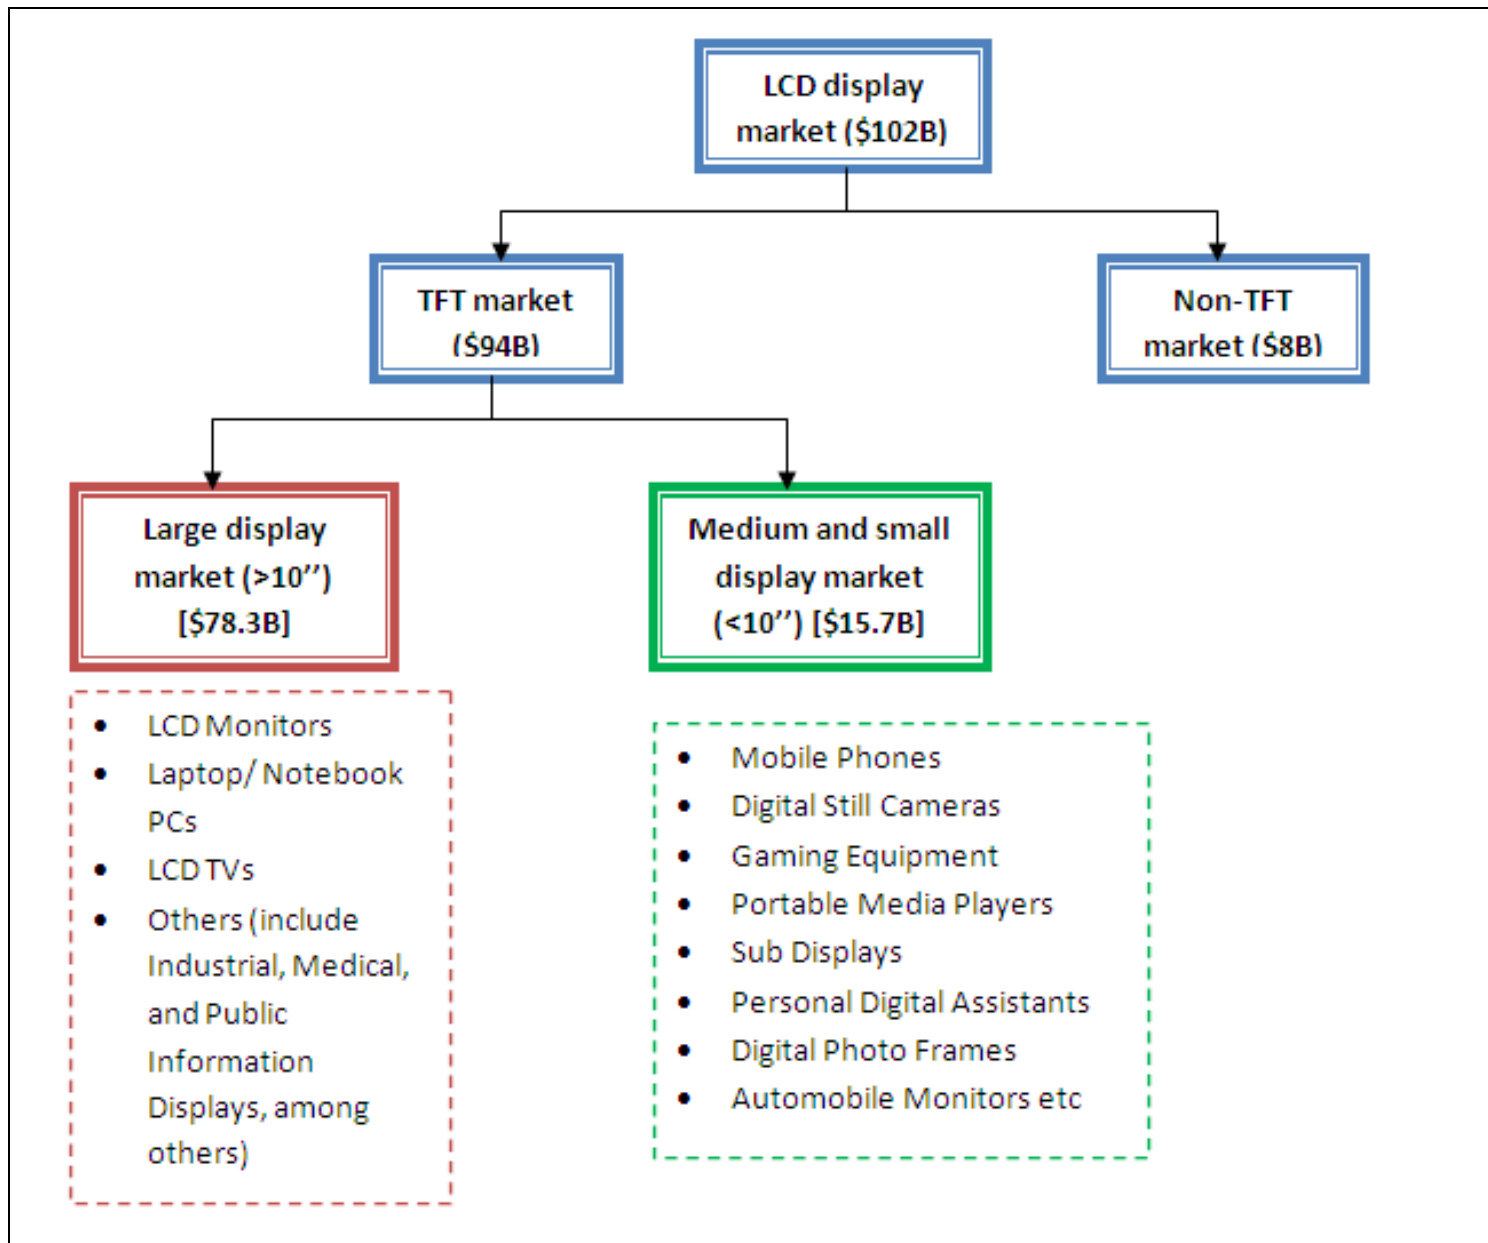 LCD display
market ($102B)
TFT market
($94B)
Non-TFT
market ($8B)
Large display
market (>10’’)
[$78.3B]
Medium and small
display market
(<10’’) [$15.7B]
• LCD Monitors
• Laptop/ Notebook
PCs
• LCD TVs
• Others (include
Industrial, Medical,
and Public
Information
Displays, among
others)
• Mobile Phones
• Digital Still Cameras
• Gaming Equipment
• Portable Media Players
• Sub Displays
• Personal Digital Assistants
• Digital Photo Frames
• Automobile Monitors etc